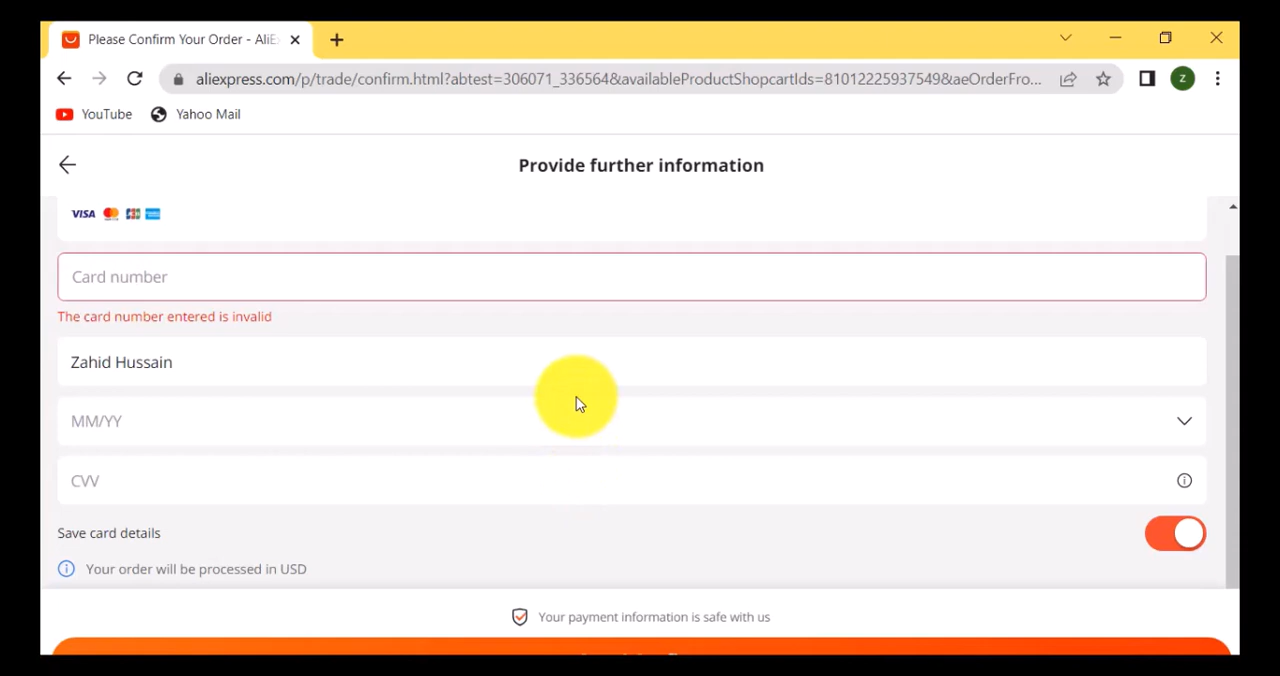 Please Confirm Your Order - AliE
aliexpress.com/p/trade/confirm.html?abtest=306071_336564&availableProductShopcartIds=81012225937549&aeOrderFro...
Z
YouTube
Yahoo Mail
Provide further information
VISA
Card number
The card number entered is invalid
Zahid Hussain
MM/YY
CVV
Save card details
Your order will be processed in USD
Your payment information is safe with us